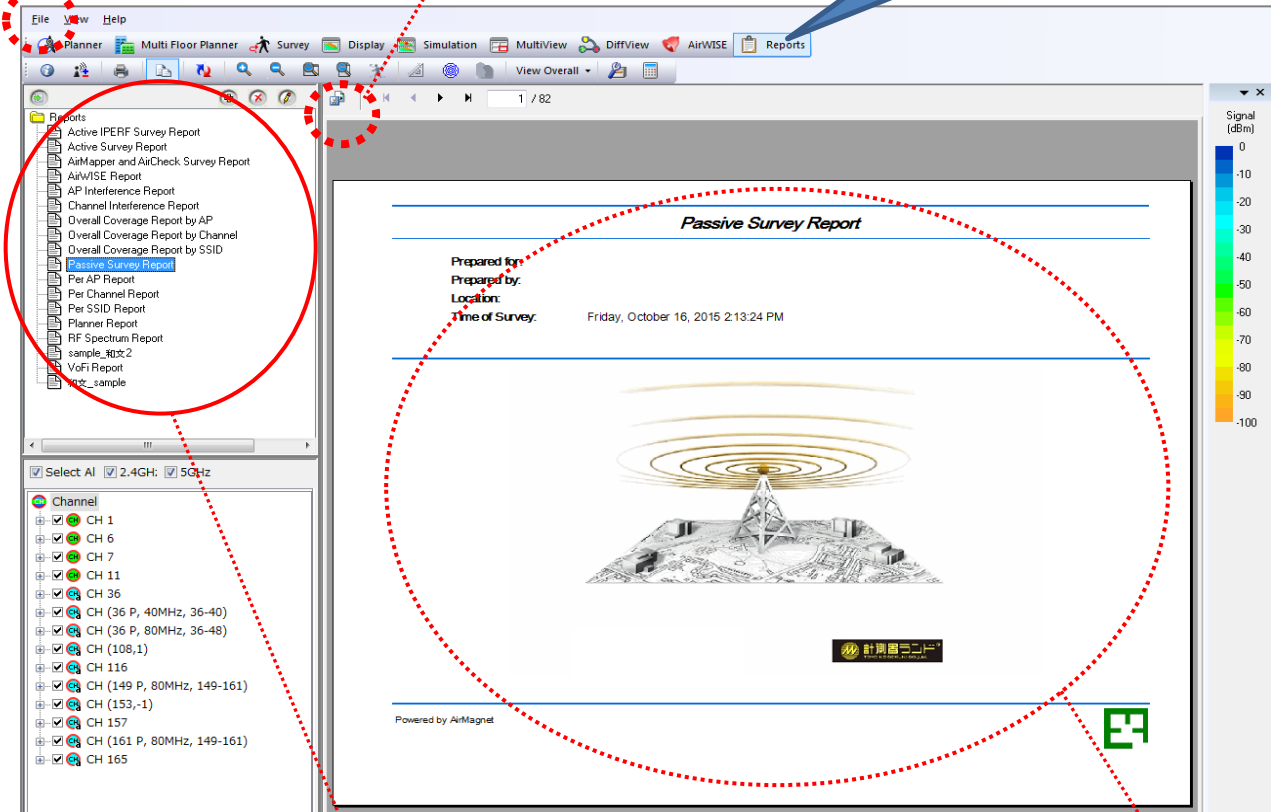 File View Help
Planner Multi Floor Planner Survey Display Simulation MultiView DiffView AirWISE Reports
View Overall
1 / 82
Reports
Active IPERF Survey Report
Active Survey Report
AirMapper and AirCheck Survey Report
AirWISE Report
AP Interference Report
Channel Interference Report
Overall Coverage Report by AP
Overall Coverage Report by Channel
Overall Coverage Report by SSID
Passive Survey Report
Per AP Report
Per Channel Report
Per SSID Report
Planner Report
RF Spectrum Report
sample_和文2
VoFi Report
和文_sample
Select Al 2.4GH: 5GHz
Channel
CH 1
CH 6
CH 7
CH 11
CH 36
CH (36 P, 40MHz, 36-40)
CH (36 P, 80MHz, 36-48)
CH (108,1)
CH 116
CH (149 P, 80MHz, 149-161)
CH (153,-1)
CH 157
CH (161 P, 80MHz, 149-161)
CH 165
Passive Survey Report
Prepared for:
Prepared by:
Location:
Time of Survey: Friday, October 16, 2015 2:13:24 PM
計測器ランド
Powered by AirMagnet
Signal
(dBm)
0
-10
-20
-30
-40
-50
-60
-70
-80
-90
-100